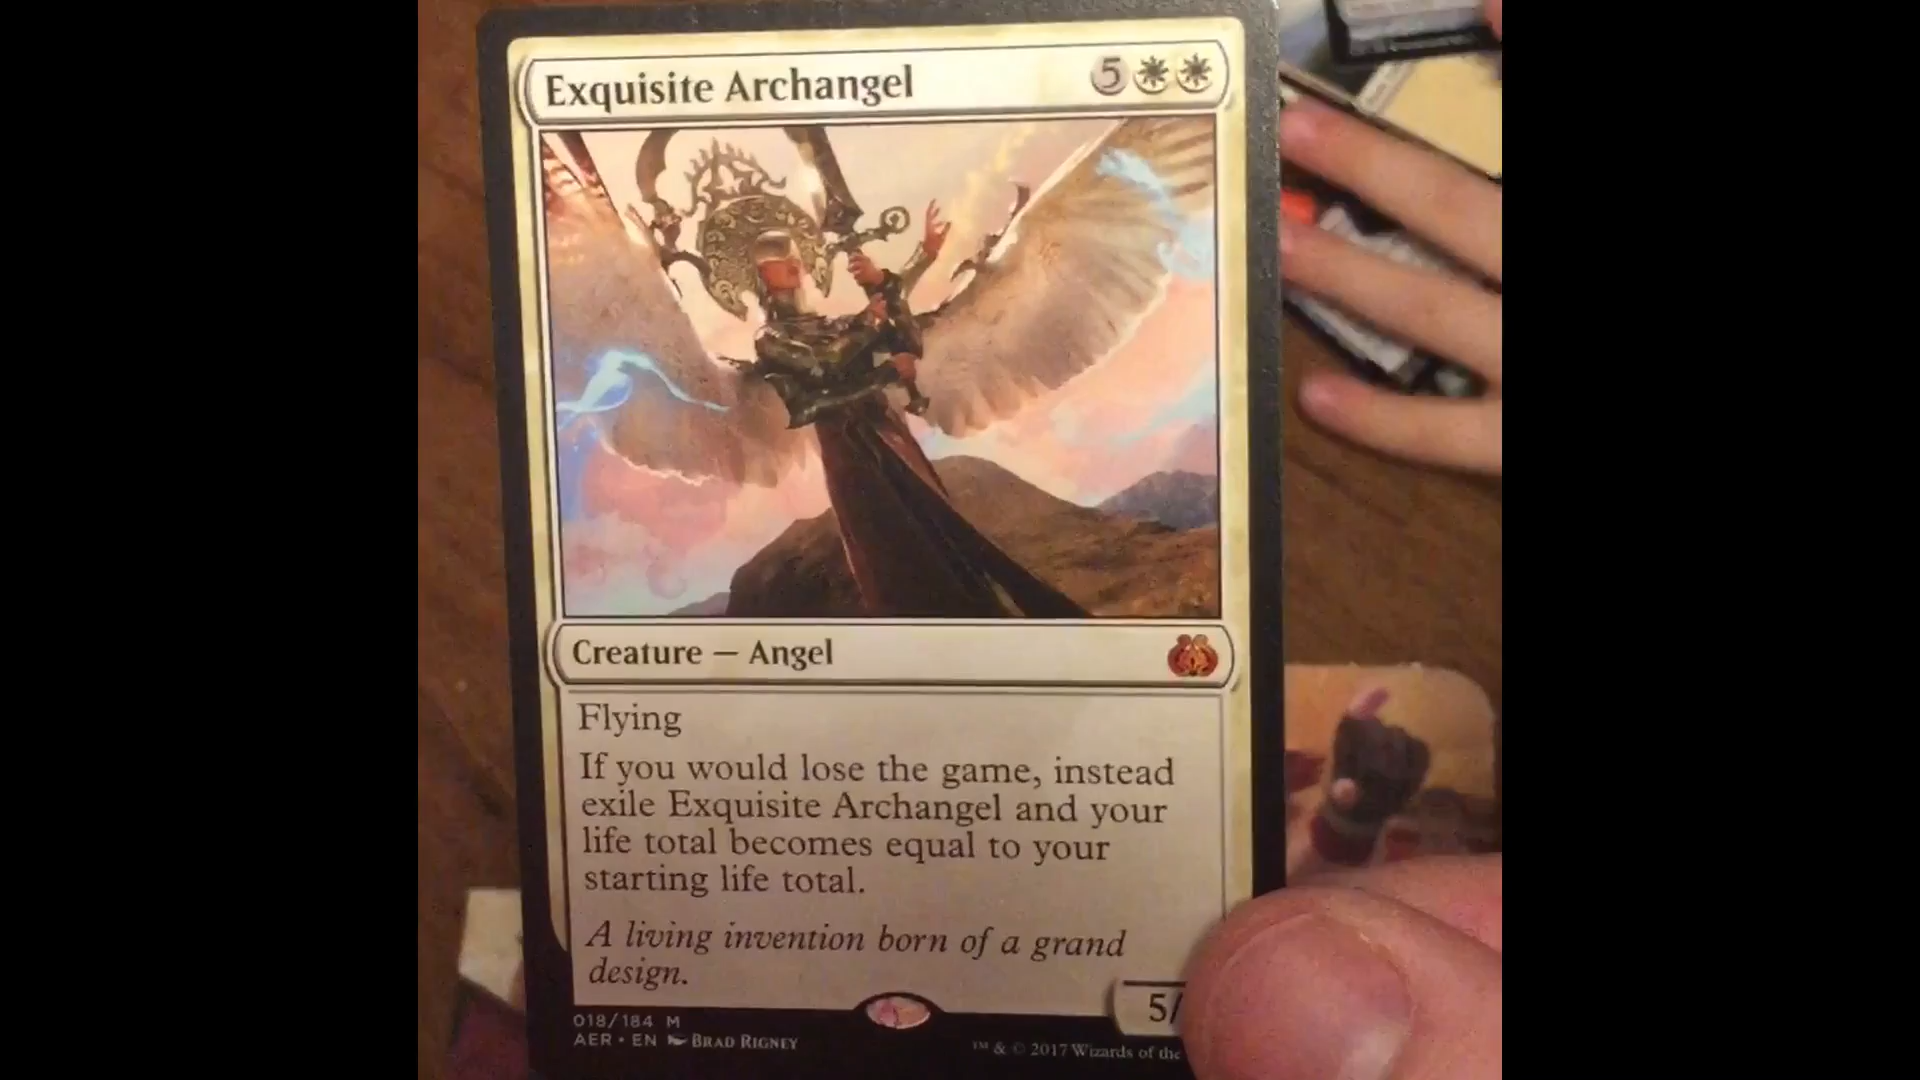 Exquisite Archangel 5
Creature — Angel
Flying
If you would lose the game, instead
exile Exquisite Archangel and your
life total becomes equal to your
starting life total.
A living invention born of a grand
design.
5/
018/184 M
AER • EN BRAD RIGNEY
™ & © 2017 Wizards of the